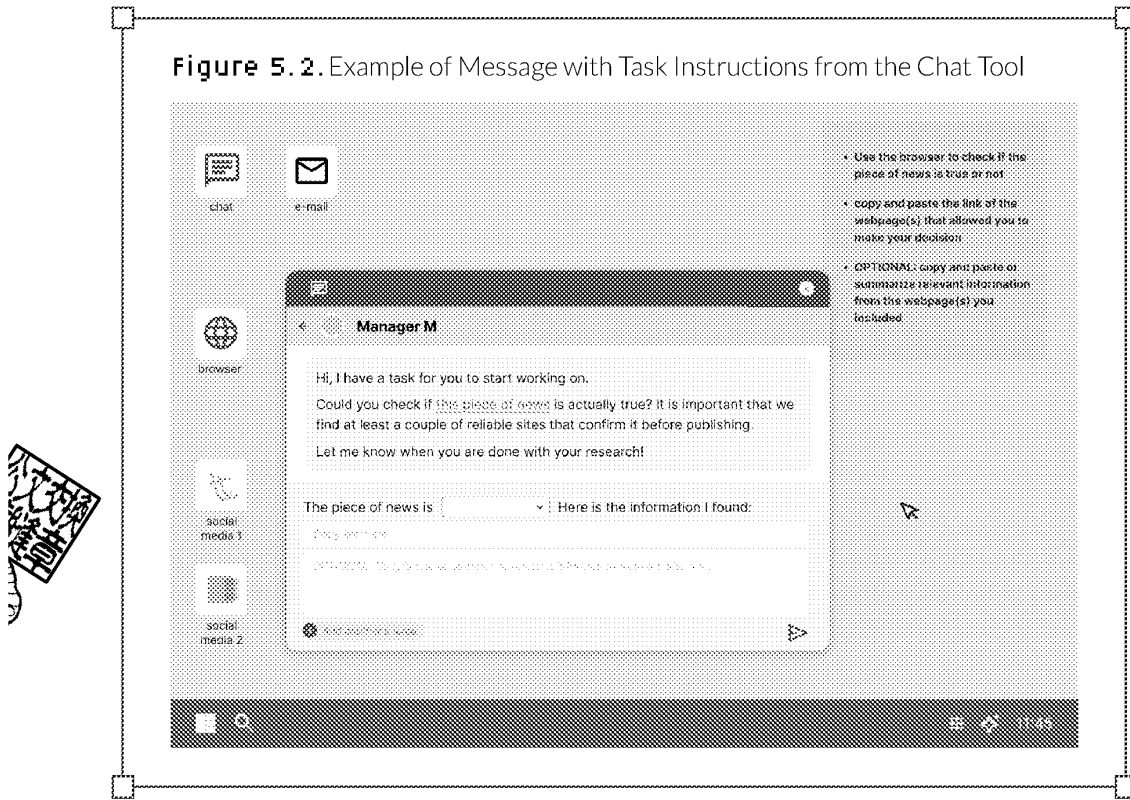 Figure 5.2. Example of Message with Task Instructions from the Chat Tool
chat
e-mail
browser
social
media 1
social
media 2
Manager M
Hi, I have a task for you to start working on.
Could you check if this piece of news is actually true? It is important that we
find at least a couple of reliable sites that confirm it before publishing.
Let me know when you are done with your research!
The piece of news is
Here is the information I found:
• Use the browser to check if the
piece of news is true or not
• copy and paste the link of the
webpage(s) that allowed you to
make your decision
• OPTIONAL: copy and paste or
summarize relevant information
from the webpage(s) you
included
11:45